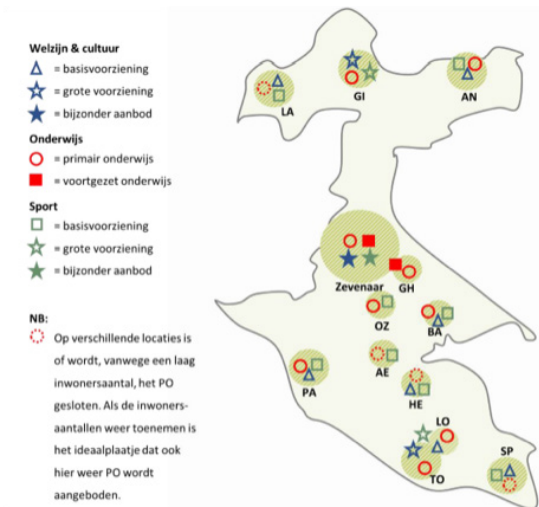 Welzijn & cultuur
= basisvoorziening
= grote voorziening
= bijzonder aanbod
Onderwijs
= primair onderwijs
= voortgezet onderwijs
Sport
= basisvoorziening
= grote voorziening
= bijzonder aanbod
NB:
Op verschillende locaties is
of wordt, vanwege een laag
inwonersaantal, het PO
gesloten. Als de inwoners-
aantallen weer toenemen is
het ideaalplaatje dat ook
hier weer PO wordt
aangeboden.
LA
GI
AN
Zevenaar
GH
OZ
BA
AE
PA
HE
LO
TO
SP